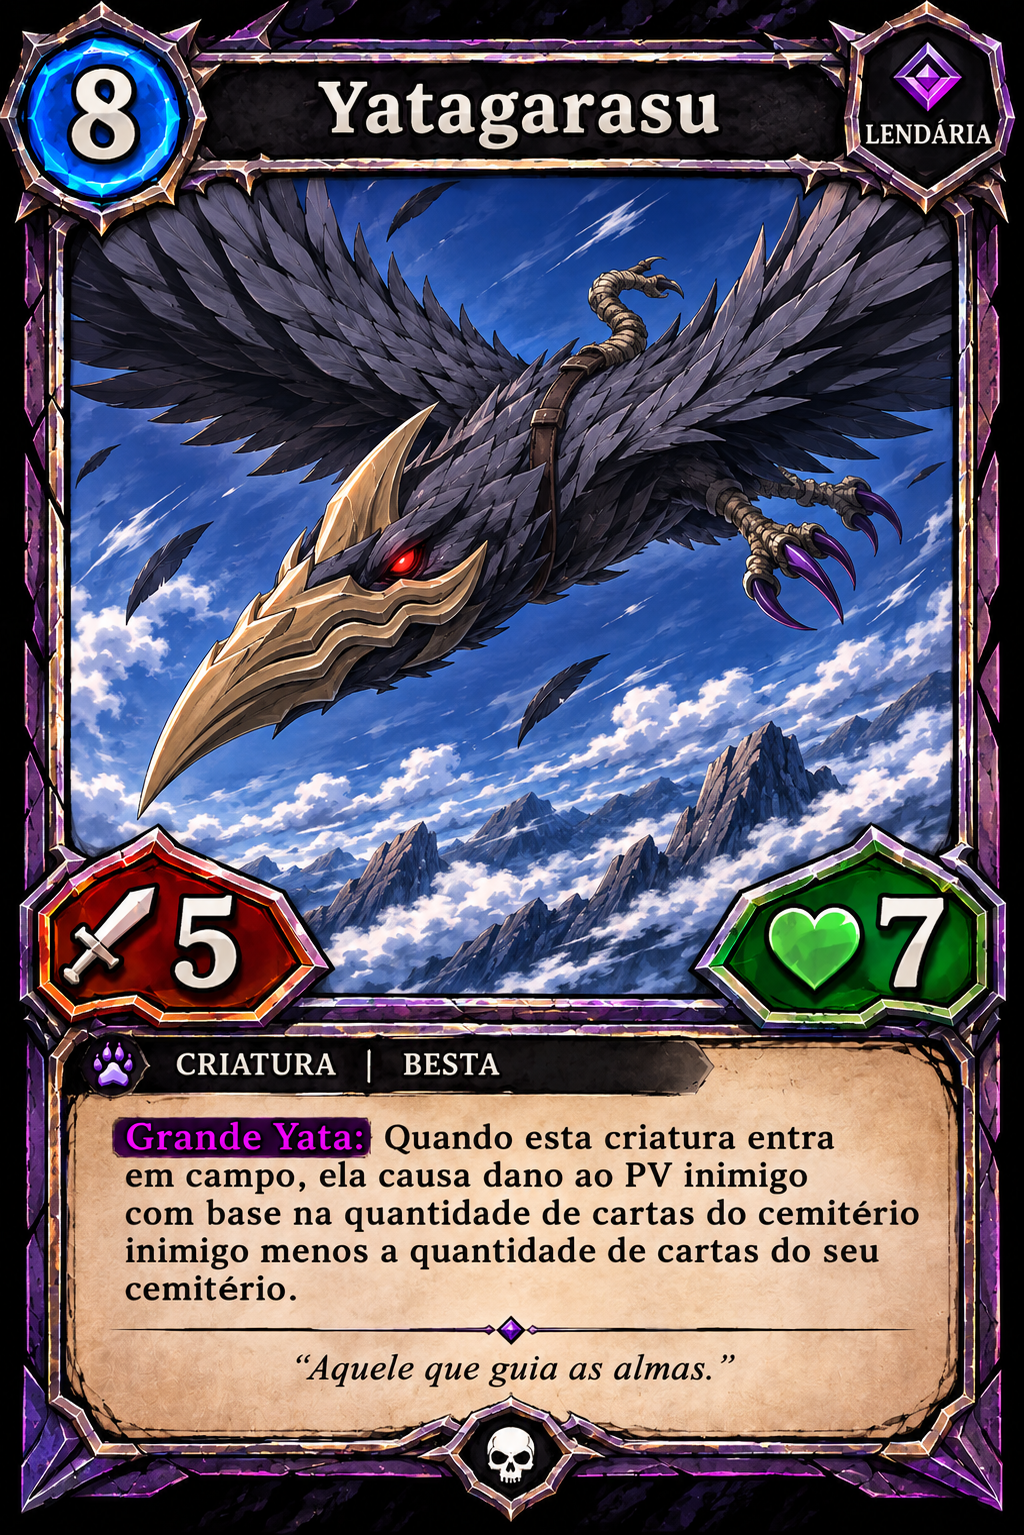 8
Yatagarasu
LENDÁRIA
5
7
CRIATURA | BESTA
Grande Yata: Quando esta criatura entra
em campo, ela causa dano ao PV inimigo
com base na quantidade de cartas do cemitério
inimigo menos a quantidade de cartas do seu
cemitério.
“Aquele que guia as almas.”